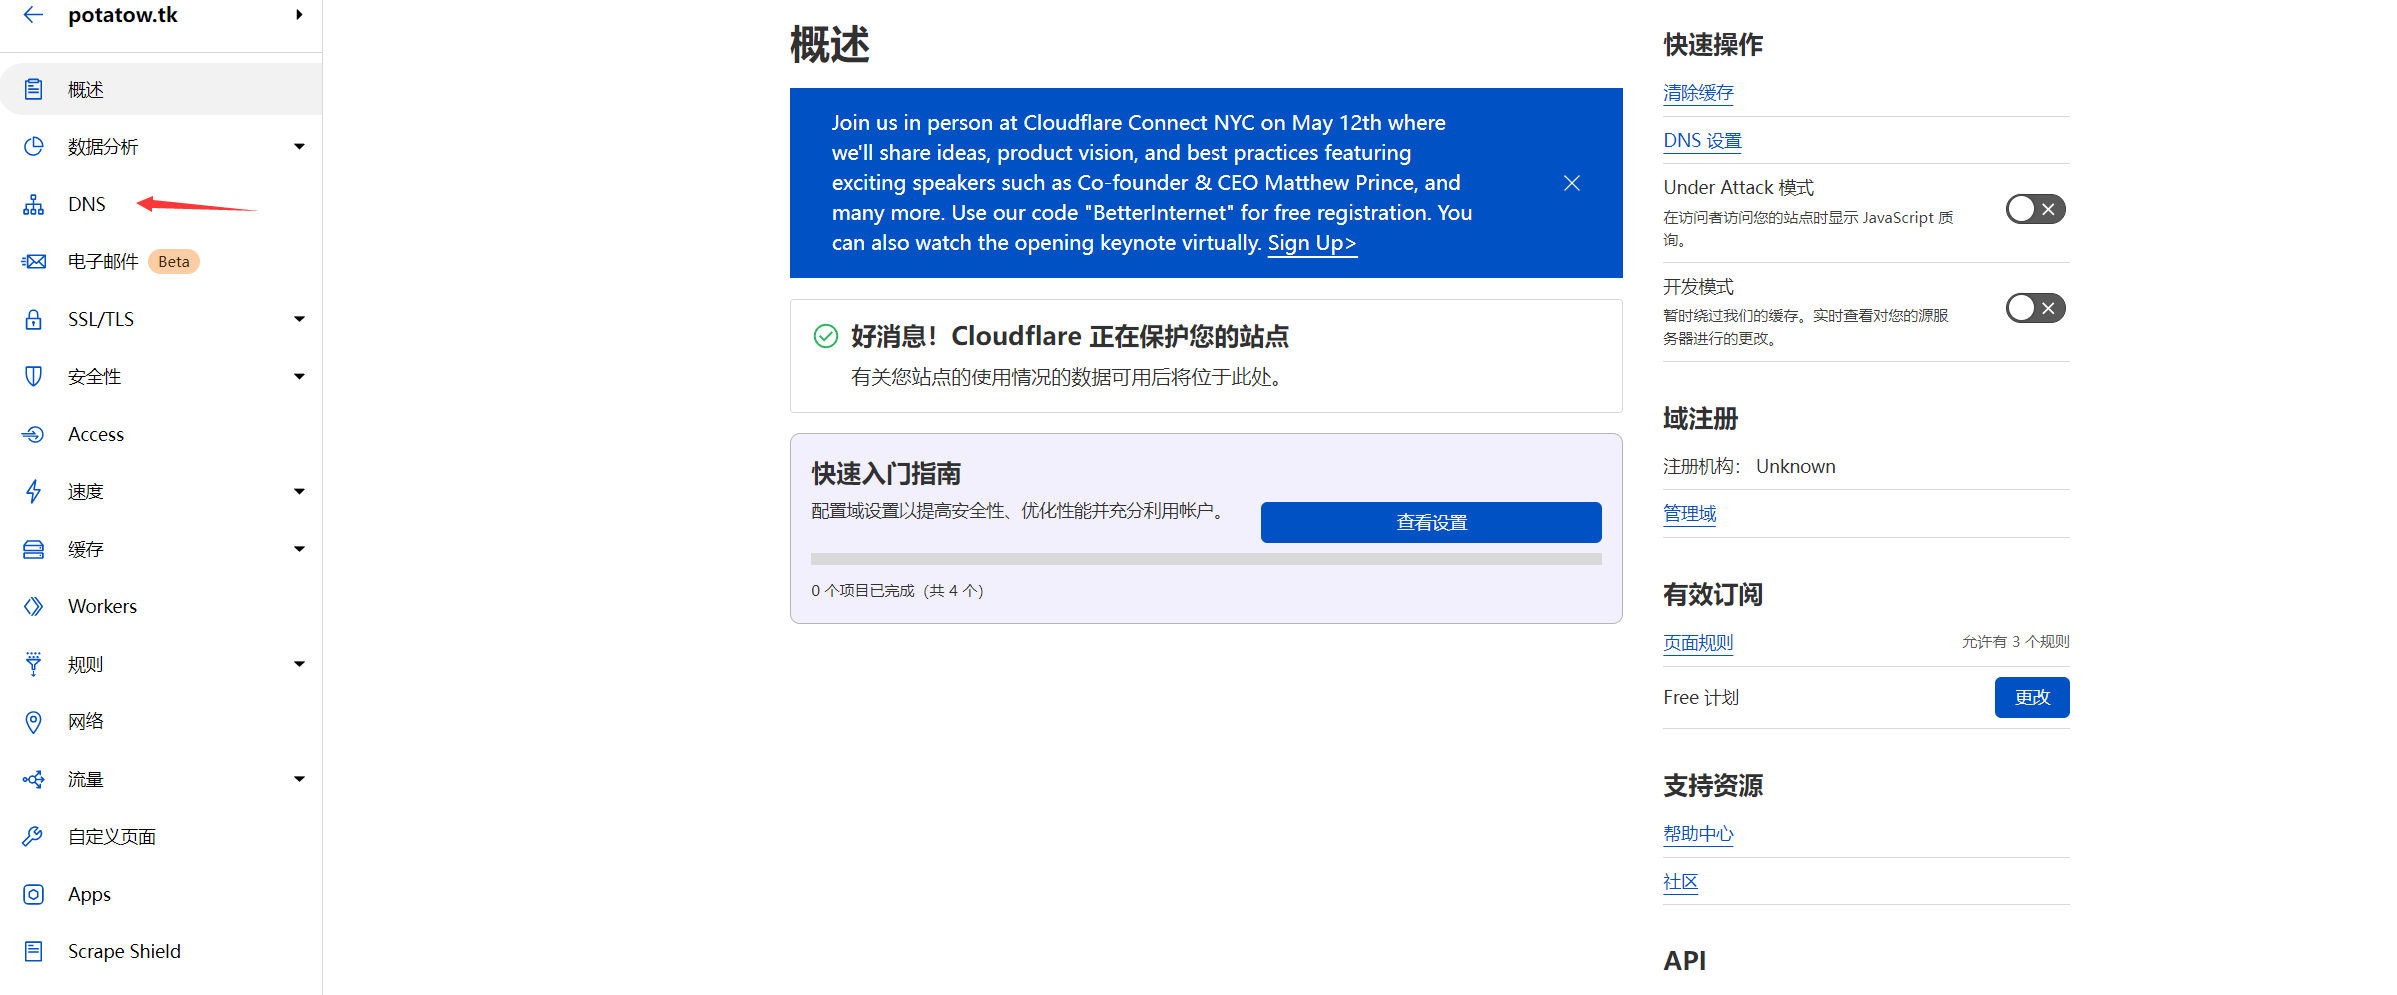 potatow.tk
概述
数据分析
DNS
电子邮件 Beta
SSL/TLS
安全性
Access
速度
缓存
Workers
规则
网络
流量
自定义页面
Apps
Scrape Shield
概述
Join us in person at Cloudflare Connect NYC on May 12th where
we'll share ideas, product vision, and best practices featuring
exciting speakers such as Co-founder & CEO Matthew Prince, and
many more. Use our code "BetterInternet" for free registration. You
can also watch the opening keynote virtually. Sign Up>
好消息！Cloudflare 正在保护您的站点
有关您站点的使用情况的数据可用后将位于此处。
快速入门指南
配置域设置以提高安全性、优化性能并充分利用帐户。
查看设置
0 个项目已完成（共 4 个）
快速操作
清除缓存
DNS 设置
Under Attack 模式
在访问者访问您的站点时显示 JavaScript 质
询。
开发模式
暂时绕过我们的缓存。实时查看对您的源服
务器进行的更改。
域注册
注册机构： Unknown
管理域
有效订阅
页面规则 允许有 3 个规则
Free 计划 更改
支持资源
帮助中心
社区
API